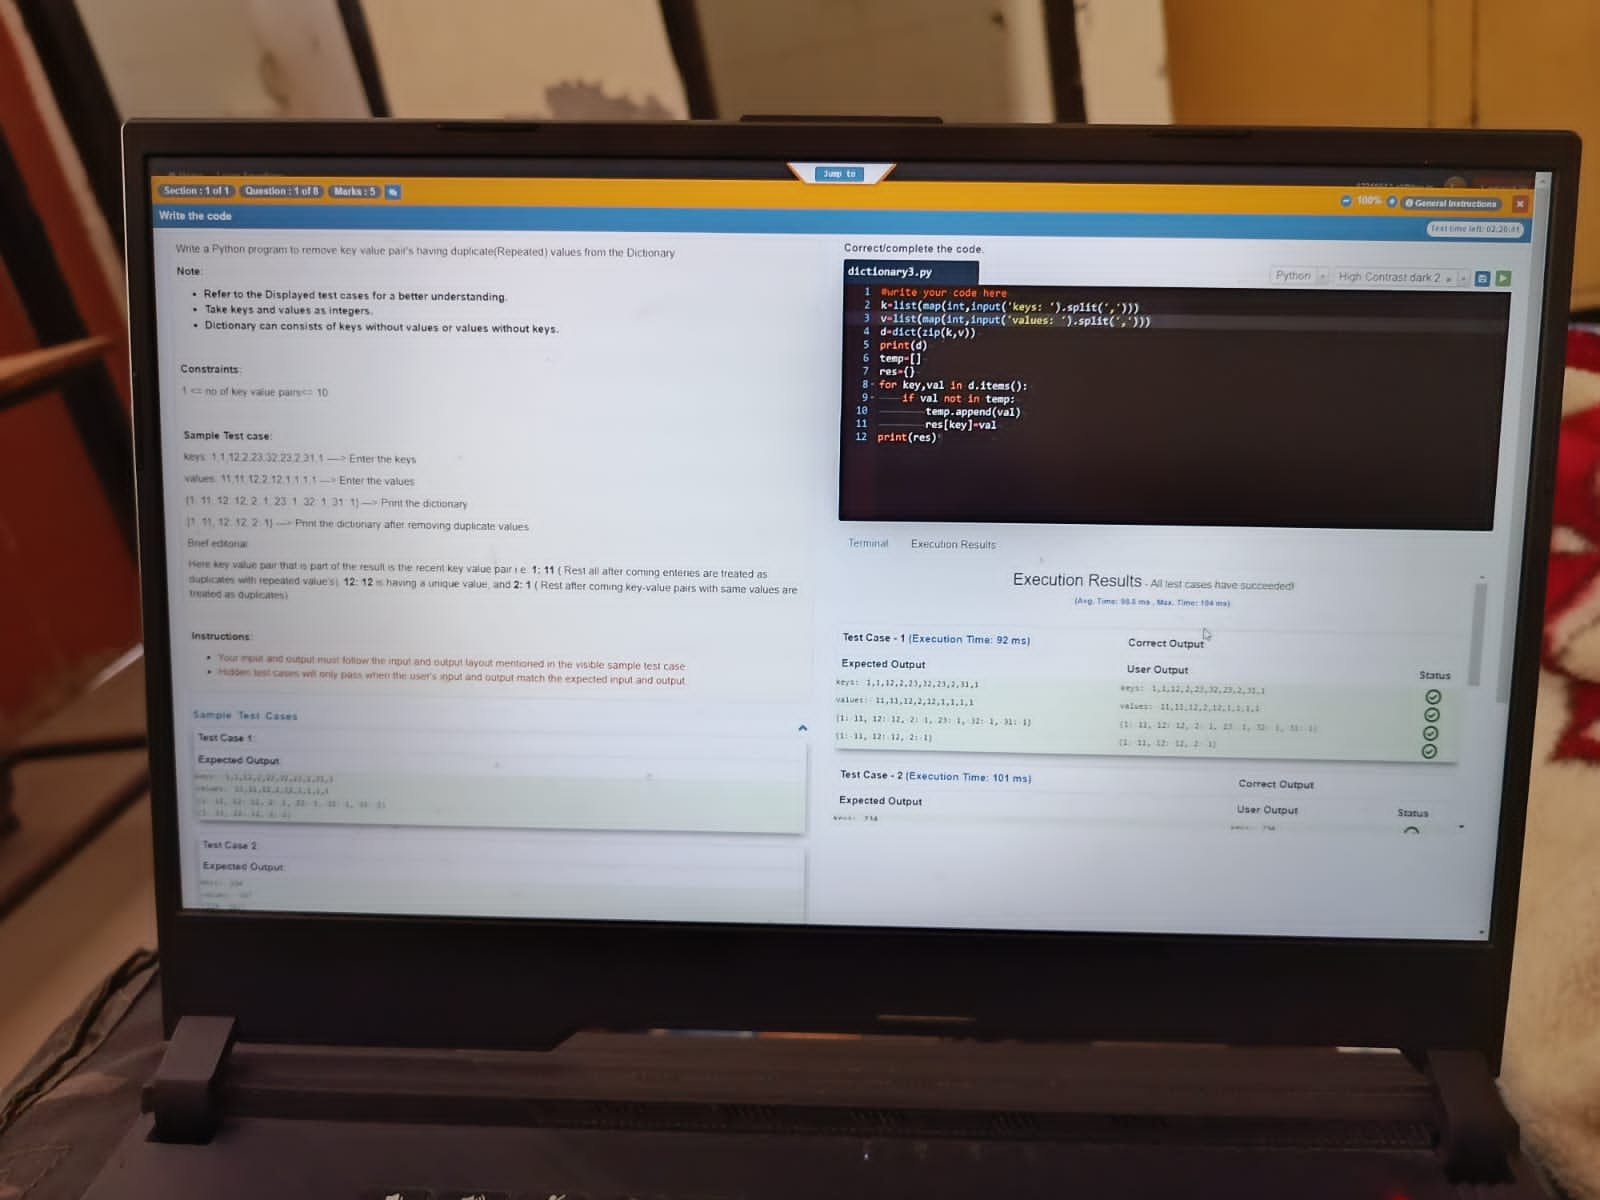 Jump to
Section : 1 of 1 Question : 1 of 8 Marks : 5
100% General Instructions
Write the code
Test time left: 02:20:41
Write a Python program to remove key value pair's having duplicate(Repeated) values from the Dictionary
Note:
• Refer to the Displayed test cases for a better understanding.
• Take keys and values as integers.
• Dictionary can consists of keys without values or values without keys.
Constraints:
1 <= no of key value pairs<= 10
Sample Test case:
keys: 1,1,12,2,23,32,23,2,31,1 ---> Enter the keys
values: 11,11,12,2,12,1,1,1,1 ---> Enter the values
{1: 11, 12: 12, 2: 1, 23: 1, 32: 1, 31: 1} ---> Print the dictionary
{1: 11, 12: 12, 2: 1} ---> Print the dictionary after removing duplicate values
Brief editorial:
Here key value pair that is part of the result is the recent key value pair i.e. 1: 11 ( Rest all after coming enteries are treated as
duplicates with repeated value's), 12: 12 is having a unique value, and 2: 1 ( Rest after coming key-value pairs with same values are
treated as duplicates)
Instructions:
• Your input and output must follow the input and output layout mentioned in the visible sample test case.
• Hidden test cases will only pass when the user's input and output match the expected input and output.
Sample Test Cases
Test Case 1:
Expected Output:
keys: 1,1,12,2,23,32,23,2,31,1
values: 11,11,12,2,12,1,1,1,1
{1: 11, 12: 12, 2: 1, 23: 1, 32: 1, 31: 1}
{1: 11, 12: 12, 2: 1}
Test Case 2:
Expected Output:
Correct/complete the code.
dictionary3.py
Python High Contrast dark 2
1 #write your code here
2 k=list(map(int,input('keys: ').split(',')))
3 v=list(map(int,input('values: ').split(',')))
4 d=dict(zip(k,v))
5 print(d)
6 temp=[]
7 res={}
8 for key,val in d.items():
9 if val not in temp:
10 temp.append(val)
11 res[key]=val
12 print(res)
Terminal Execution Results
Execution Results - All test cases have succeeded!
(Avg. Time: 98.8 ms , Max. Time: 104 ms)
Test Case - 1 (Execution Time: 92 ms) Correct Output
Expected Output User Output Status
keys: 1,1,12,2,23,32,23,2,31,1 keys: 1,1,12,2,23,32,23,2,31,1
values: 11,11,12,2,12,1,1,1,1 values: 11,11,12,2,12,1,1,1,1
{1: 11, 12: 12, 2: 1, 23: 1, 32: 1, 31: 1} {1: 11, 12: 12, 2: 1, 23: 1, 32: 1, 31: 1}
{1: 11, 12: 12, 2: 1} {1: 11, 12: 12, 2: 1}
Test Case - 2 (Execution Time: 101 ms) Correct Output
Expected Output User Output Status